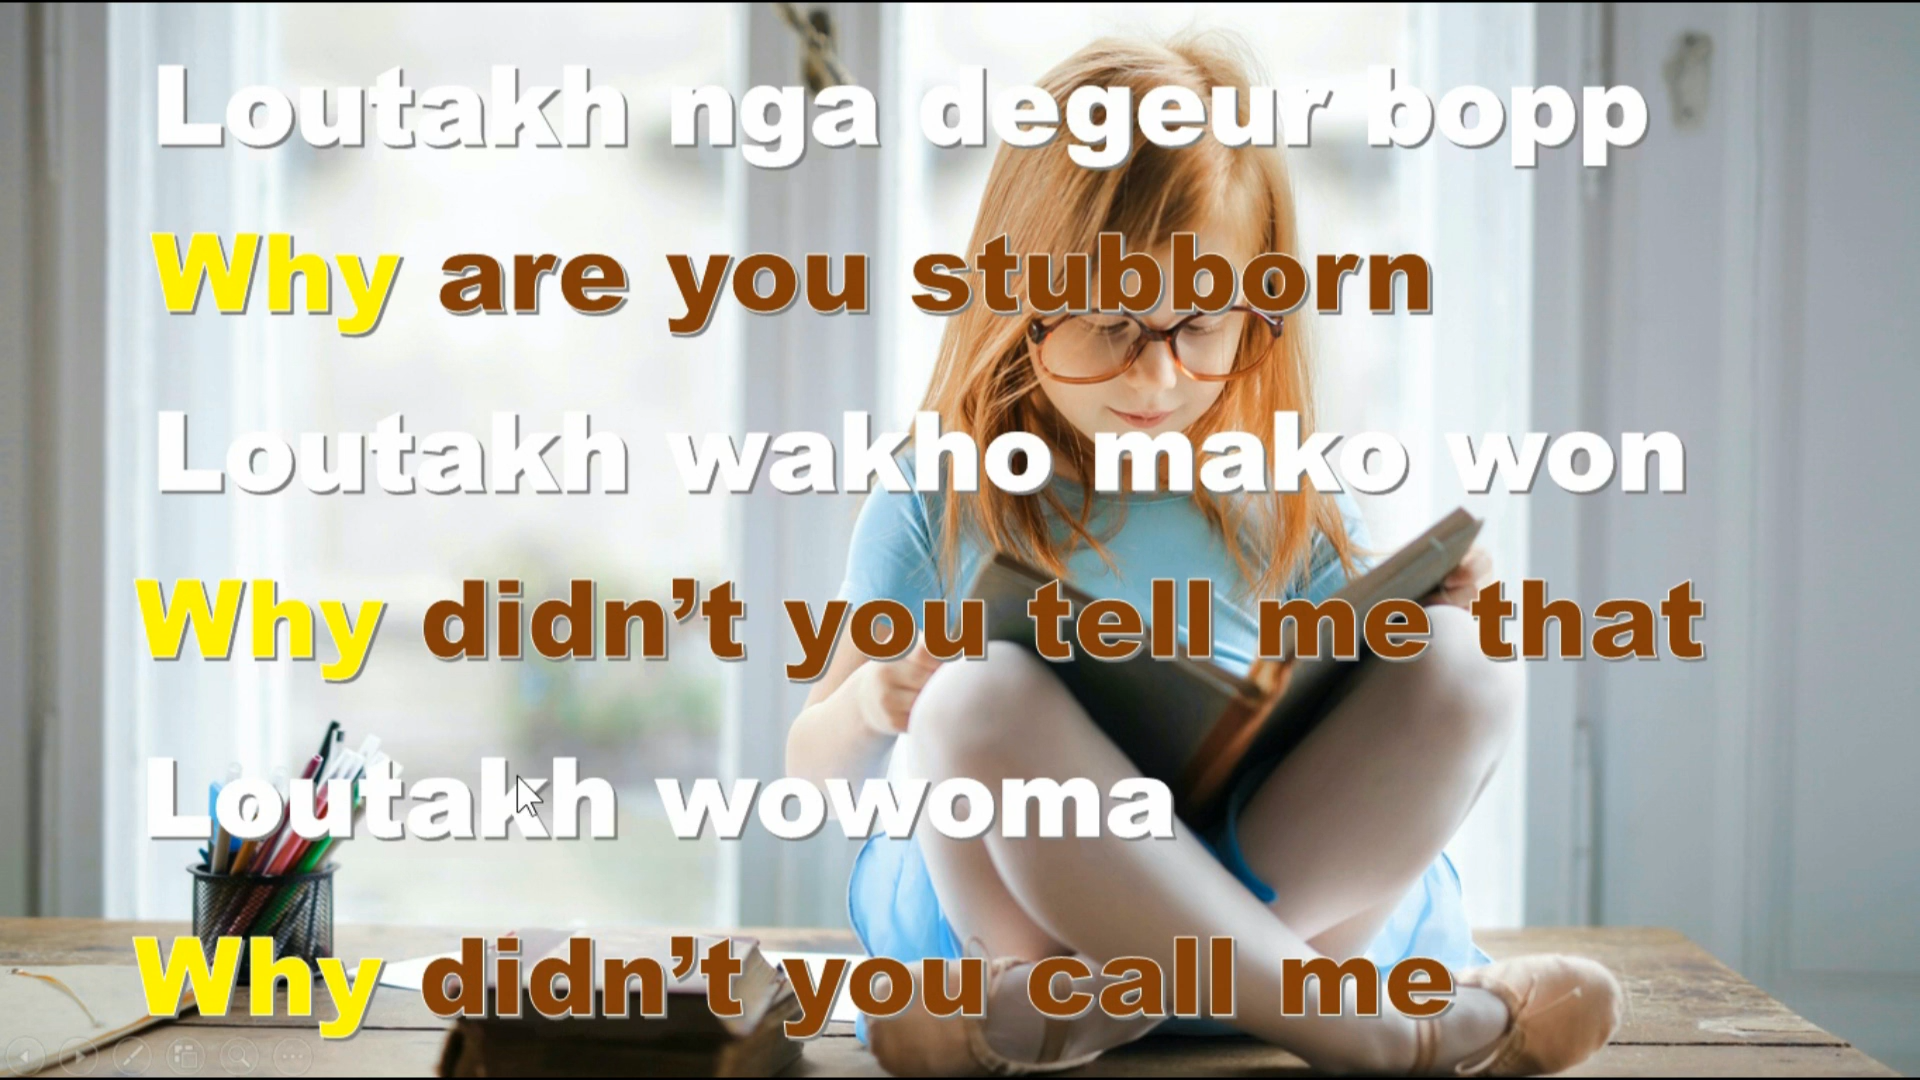 Loutakh nga degeur bopp
Why are you stubborn
Loutakh wakho mako won
Why didn’t you tell me that
Loutakh wowoma
Why didn’t you call me